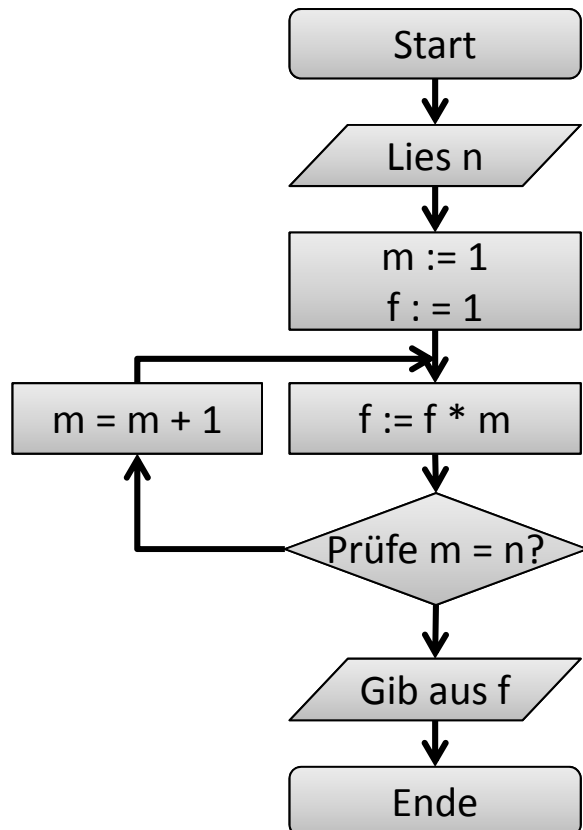 Start
Lies n
m := 1
f : = 1
m = m + 1
f := f * m
Prüfe m = n?
Gib aus f
Ende